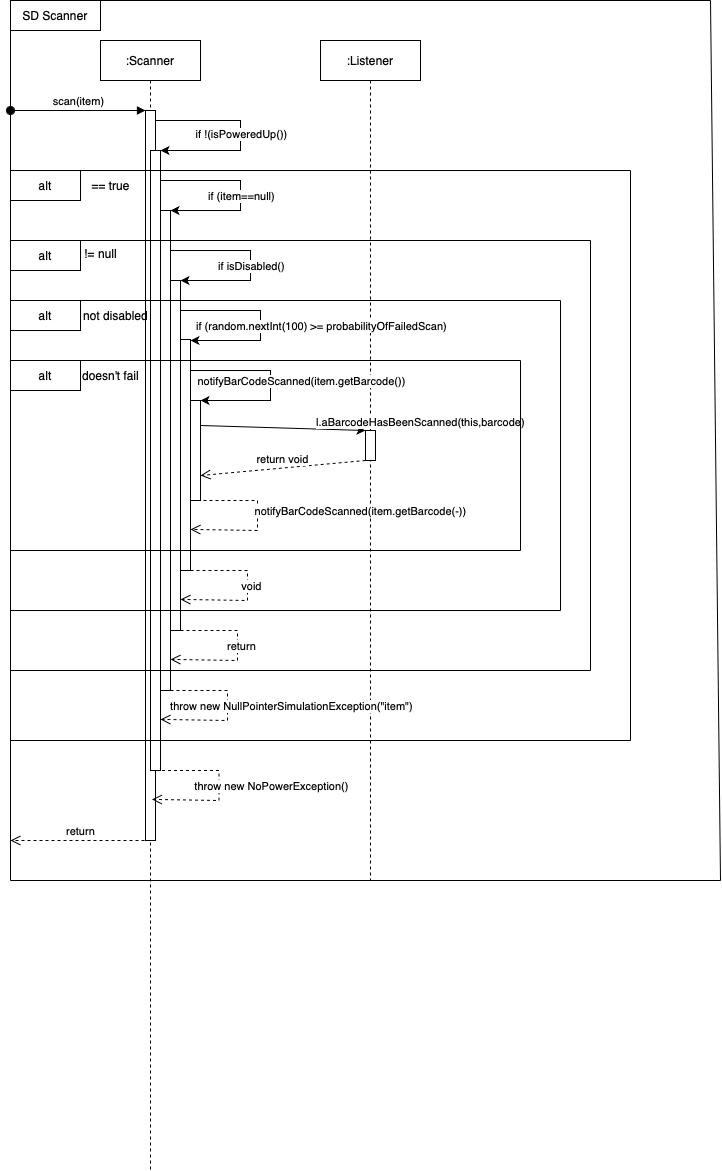 SD Scanner
:Scanner
:Listener
scan(item)
if !(isPoweredUp())
alt
== true
if (item==null)
alt
!= null
if isDisabled()
alt
not disabled
if (random.nextInt(100) >= probabilityOfFailedScan)
alt
doesn't fail
notifyBarCodeScanned(item.getBarcode())
l.aBarcodeHasBeenScanned(this,barcode)
return void
notifyBarCodeScanned(item.getBarcode(-))
void
return
throw new NullPointerSimulationException("item")
throw new NoPowerException()
return